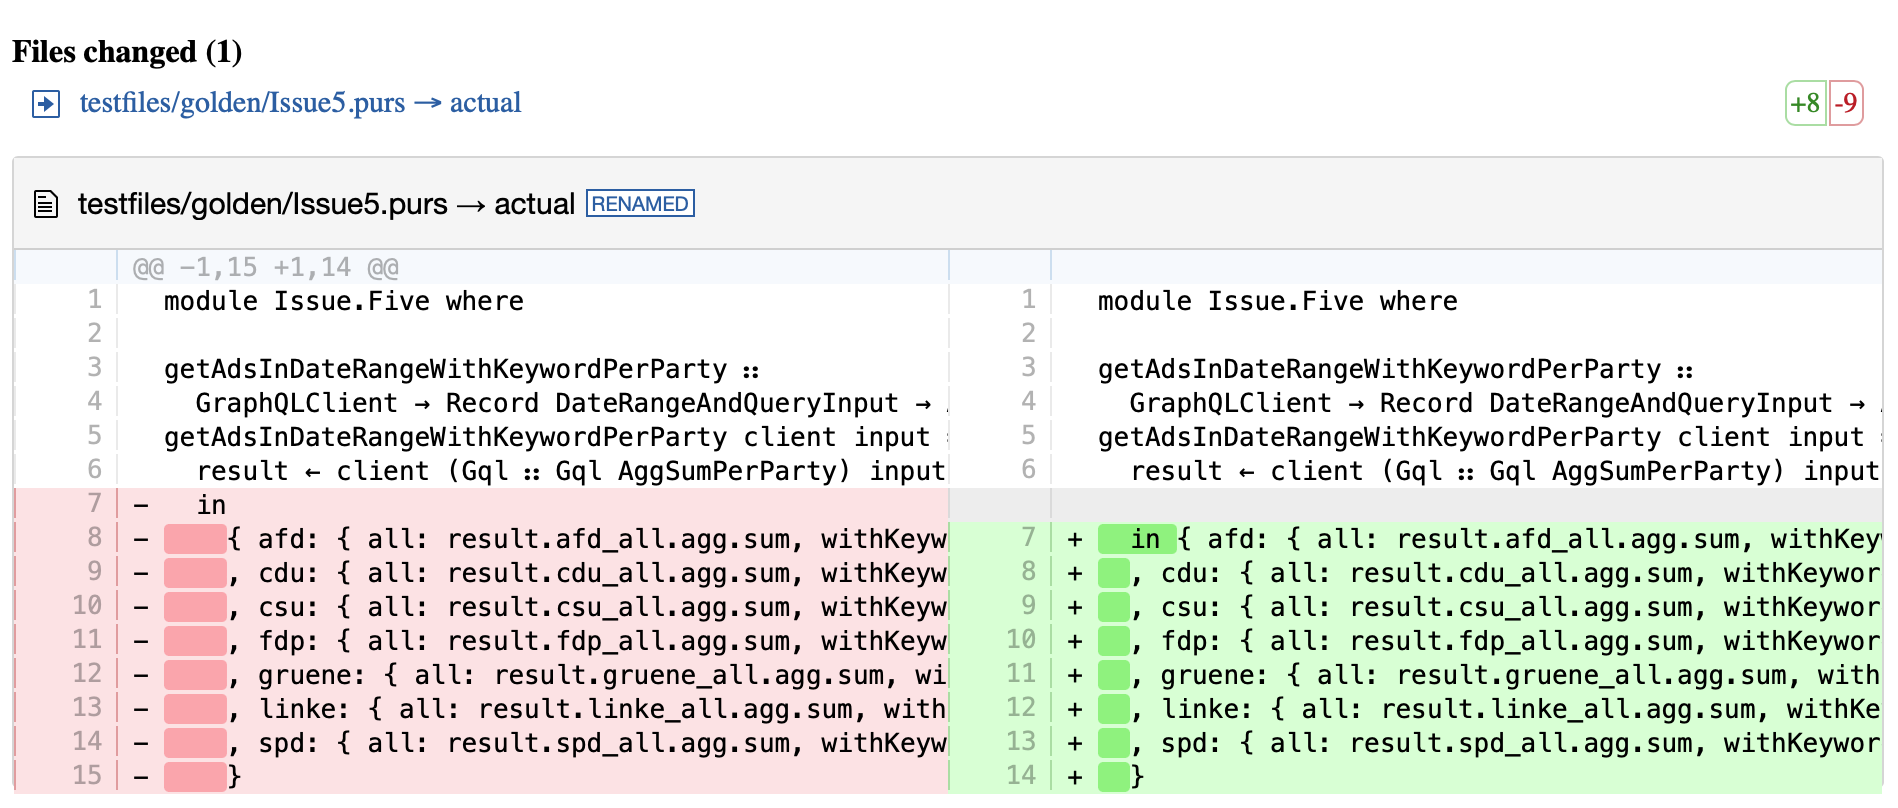 Files changed (1)
testfiles/golden/Issue5.purs → actual
+8 -9
testfiles/golden/Issue5.purs → actual RENAMED
@@ -1,15 +1,14 @@
1 module Issue.Five where
2
3 getAdsInDateRangeWithKeywordPerParty ::
4 GraphQLClient → Record DateRangeAndQueryInput →
5 getAdsInDateRangeWithKeywordPerParty client input
6 result ← client (Gql :: Gql AggSumPerParty) input
7 - in
8 - { afd: { all: result.afd_all.agg.sum, withKeyw
9 - , cdu: { all: result.cdu_all.agg.sum, withKeyw
10 - , csu: { all: result.csu_all.agg.sum, withKeyw
11 - , fdp: { all: result.fdp_all.agg.sum, withKeyw
12 - , gruene: { all: result.gruene_all.agg.sum, wi
13 - , linke: { all: result.linke_all.agg.sum, with
14 - , spd: { all: result.spd_all.agg.sum, withKeyw
15 - }
1 module Issue.Five where
2
3 getAdsInDateRangeWithKeywordPerParty ::
4 GraphQLClient → Record DateRangeAndQueryInput →
5 getAdsInDateRangeWithKeywordPerParty client input
6 result ← client (Gql :: Gql AggSumPerParty) input
7 + in { afd: { all: result.afd_all.agg.sum, withKey
8 + , cdu: { all: result.cdu_all.agg.sum, withKeywor
9 + , csu: { all: result.csu_all.agg.sum, withKeywor
10 + , fdp: { all: result.fdp_all.agg.sum, withKeywor
11 + , gruene: { all: result.gruene_all.agg.sum, with
12 + , linke: { all: result.linke_all.agg.sum, withKe
13 + , spd: { all: result.spd_all.agg.sum, withKeywor
14 + }